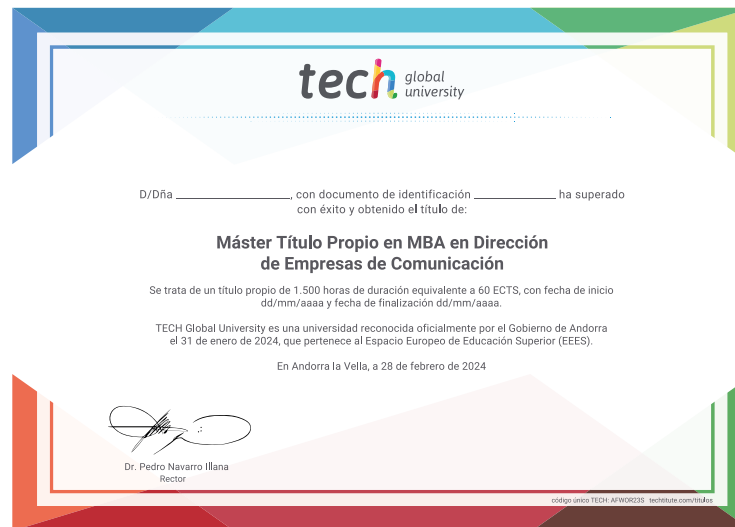 tech global university
D/Dña ____________________, con documento de identificación ______________ ha superado
con éxito y obtenido el título de:
Máster Título Propio en MBA en Dirección
de Empresas de Comunicación
Se trata de un título propio de 1.500 horas de duración equivalente a 60 ECTS, con fecha de inicio
dd/mm/aaaa y fecha de finalización dd/mm/aaaa.
TECH Global University es una universidad reconocida oficialmente por el Gobierno de Andorra
el 31 de enero de 2024, que pertenece al Espacio Europeo de Educación Superior (EEES).
En Andorra la Vella, a 28 de febrero de 2024
Dr. Pedro Navarro Illana
Rector
código único TECH: AFWOR23S techtitute.com/titulos